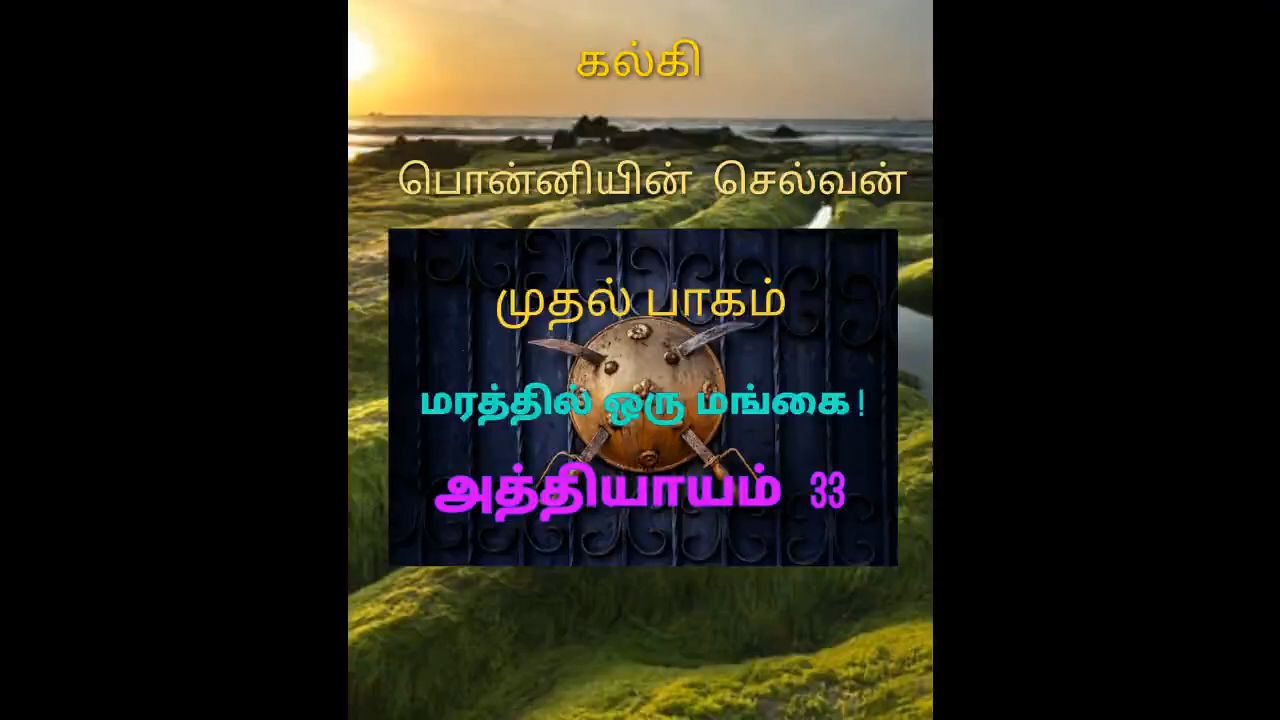 கல்கி
பொன்னியின் செல்வன்
முதல் பாகம்
மரத்தில் ஒரு மங்கை!
அத்தியாயம் 33